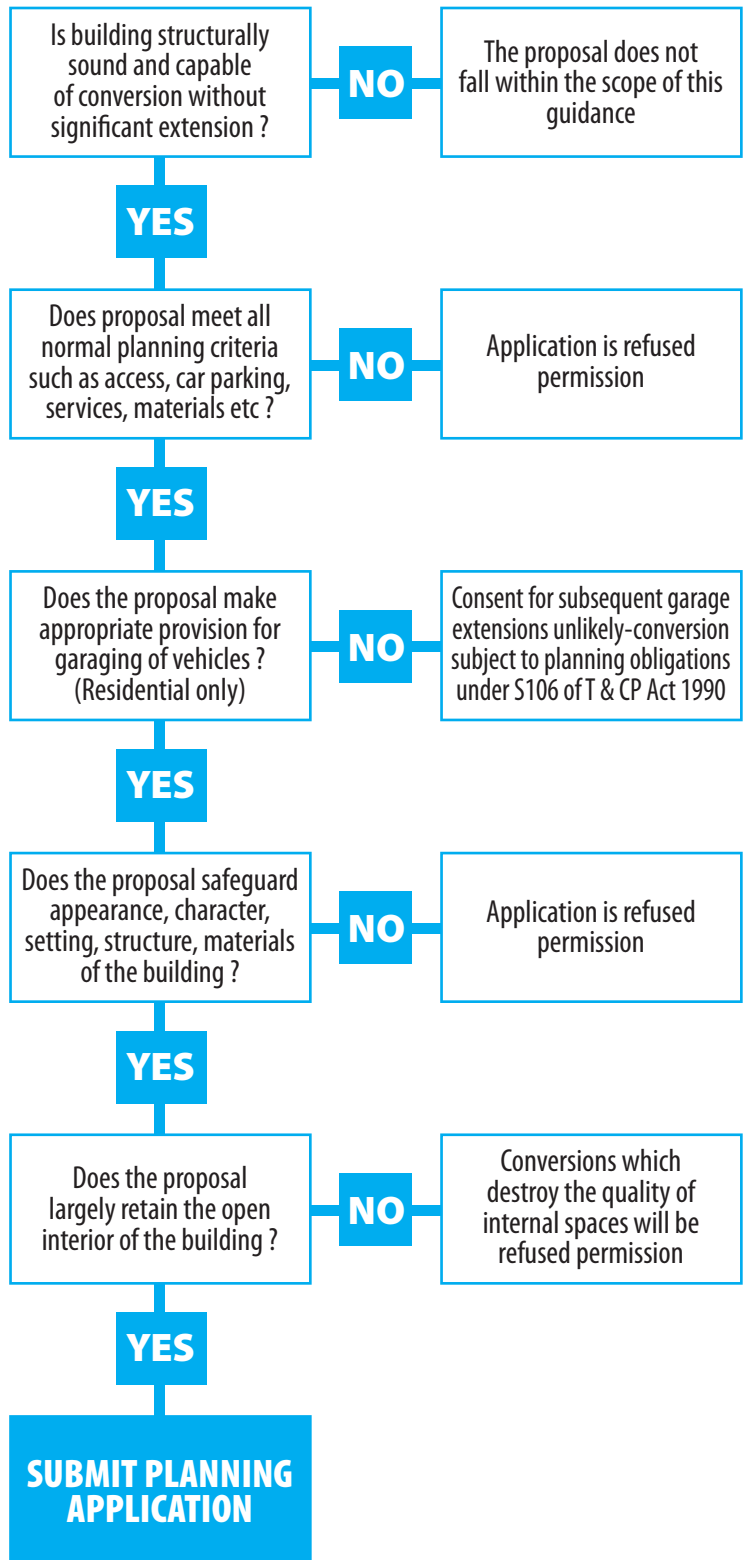 Is building structurally
sound and capable
of conversion without
significant extension ?
NO
The proposal does not
fall within the scope of this
guidance
YES
Does proposal meet all
normal planning criteria
such as access, car parking,
services, materials etc ?
NO
Application is refused
permission
YES
Does the proposal make
appropriate provision for
garaging of vehicles ?
(Residential only)
NO
Consent for subsequent garage
extensions unlikely-conversion
subject to planning obligations
under S106 of T & CP Act 1990
YES
Does the proposal safeguard
appearance, character,
setting, structure, materials
of the building ?
NO
Application is refused
permission
YES
Does the proposal
largely retain the open
interior of the building ?
NO
Conversions which
destroy the quality of
internal spaces will be
refused permission
YES
SUBMIT PLANNING
APPLICATION